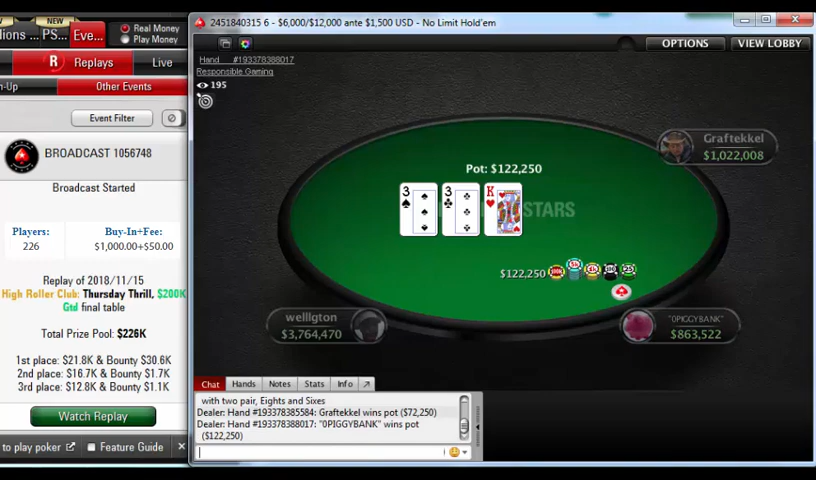 NEW
lions ... PS... Eve...
Real Money
Play Money
R Replays Live
n-Up Other Events
Event Filter
BROADCAST 1056748
Broadcast Started
Players: Buy-In+Fee:
226 $1,000.00+$50.00
Replay of 2018/11/15
High Roller Club: Thursday Thrill, $200K
Gtd final table
Total Prize Pool: $226K
1st place: $21.8K & Bounty $30.6K
2nd place: $16.7K & Bounty $1.7K
3rd place: $12.8K & Bounty $1.1K
Watch Replay
to play poker Feature Guide
2451840315 6 - $6,000/$12,000 ante $1,500 USD - No Limit Hold'em
OPTIONS VIEW LOBBY
Hand #193378388017
Responsible Gaming
195
Graftekkel
$1,022,008
Pot: $122,250
3 3 K
STARS
$122,250
welllgton
$3,764,470
"0PIGGYBANK"
$863,522
Chat Hands Notes Stats Info
with two pair, Eights and Sixes
Dealer: Hand #193378385584: Graftekkel wins pot ($72,250)
Dealer: Hand #193378388017: "0PIGGYBANK" wins pot
($122,250)